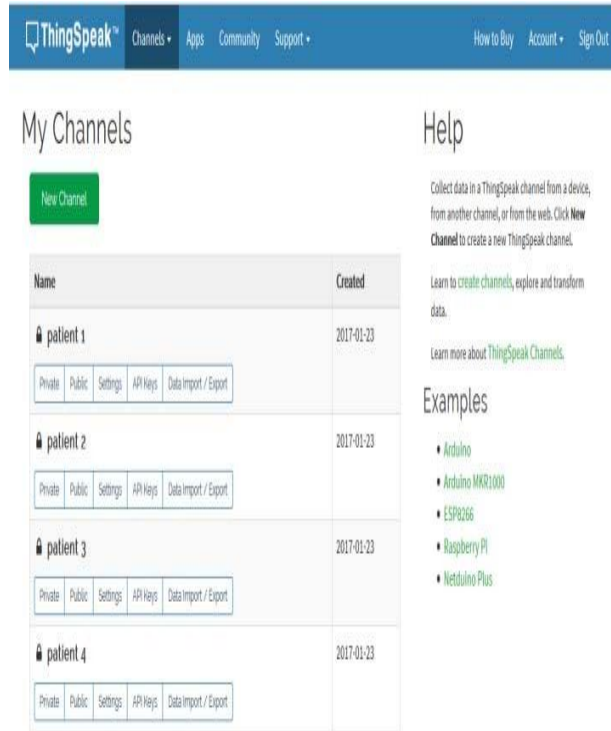 ThingSpeak™ Channels Apps Community Support How to Buy Account Sign Out
My Channels
New Channel
Name Created
patient 1 2017-01-23
Private Public Settings API Keys Data Import / Export
patient 2 2017-01-23
Private Public Settings API Keys Data Import / Export
patient 3 2017-01-23
Private Public Settings API Keys Data Import / Export
patient 4 2017-01-23
Private Public Settings API Keys Data Import / Export
Help
Collect data in a ThingSpeak channel from a device,
from another channel, or from the web. Click New
Channel to create a new ThingSpeak channel.
Learn to create channels, explore and transform
data.
Learn more about ThingSpeak Channels.
Examples
Arduino
Arduino MKR1000
ESP8266
Raspberry Pi
Netduino Plus